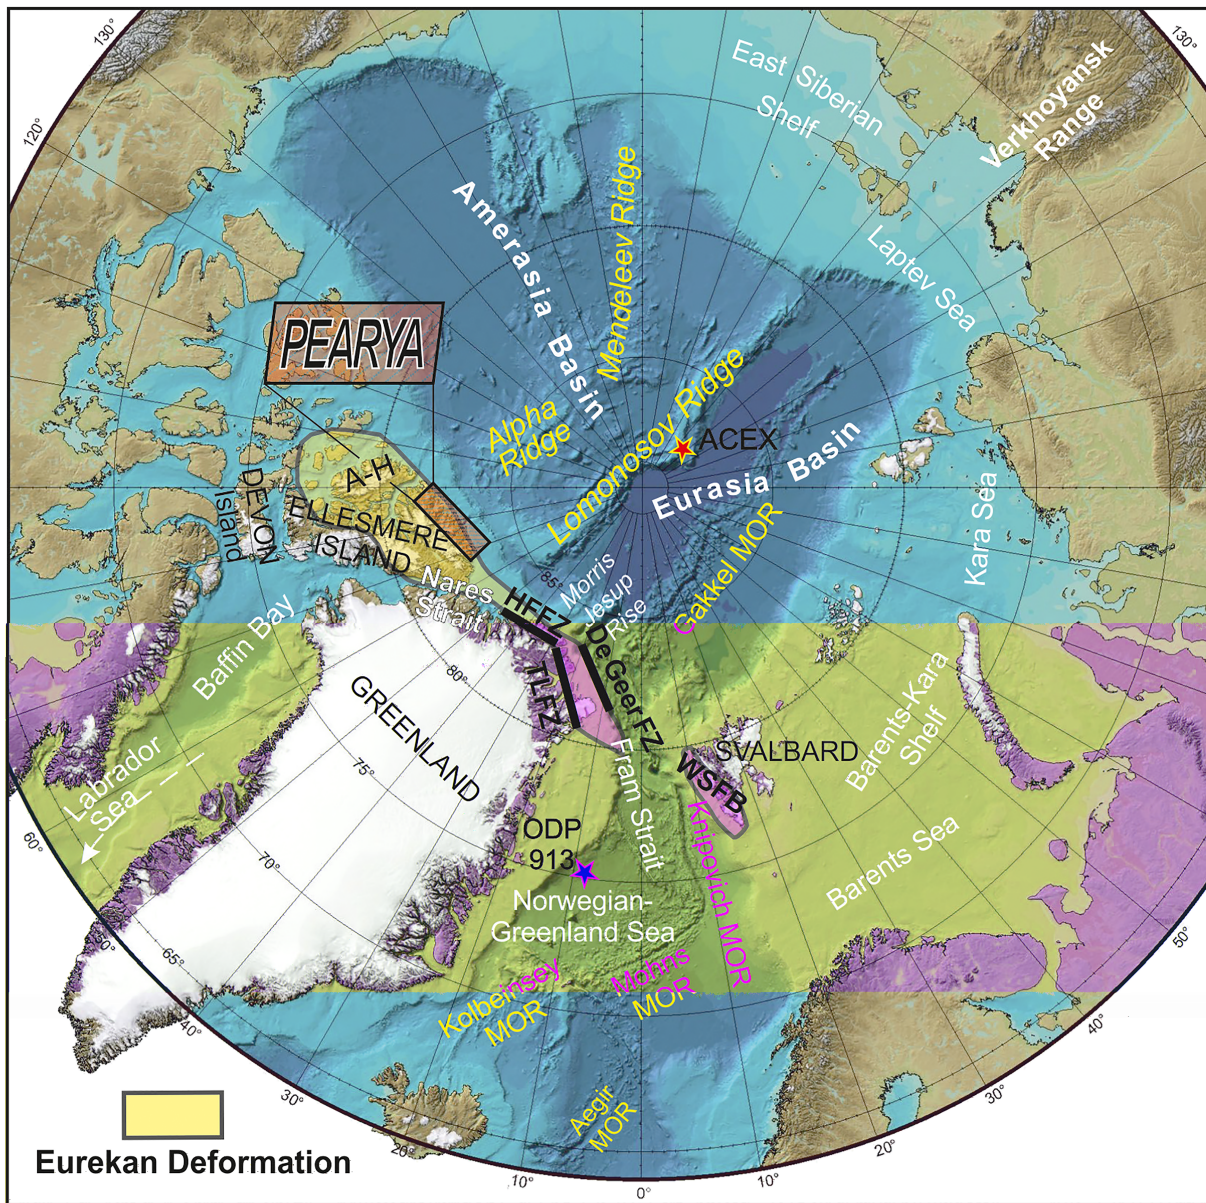 130°
130°
120°
East Siberian
Shelf
Verkhoyansk
Range
Amerasia Basin
Mendeleev Ridge
Laptev Sea
PEARYA
Alpha
Ridge
Lomonosov Ridge
ACEX
Eurasia Basin
A-H
DEVON
Island
ELLESMERE
ISLAND
Kara Sea
Gakkel MOR
85°
Morris
Jesup
Rise
Nares
Strait
HFFZ
De Geer FZ
TLFZ
Baffin Bay
80°
GREENLAND
75°
70°
65°
Labrador
Sea
Fram Strait
SVALBARD
WSFB
Barents-Kara
Shelf
Barents Sea
Knipovich MOR
ODP
913
Norwegian-
Greenland Sea
Kolbeinsey
MOR
Mohns
MOR
Aegir
MOR
60°
50°
40°
30°
20°
10°
0°
10°
20°
30°
40°
50°
Eurekan Deformation